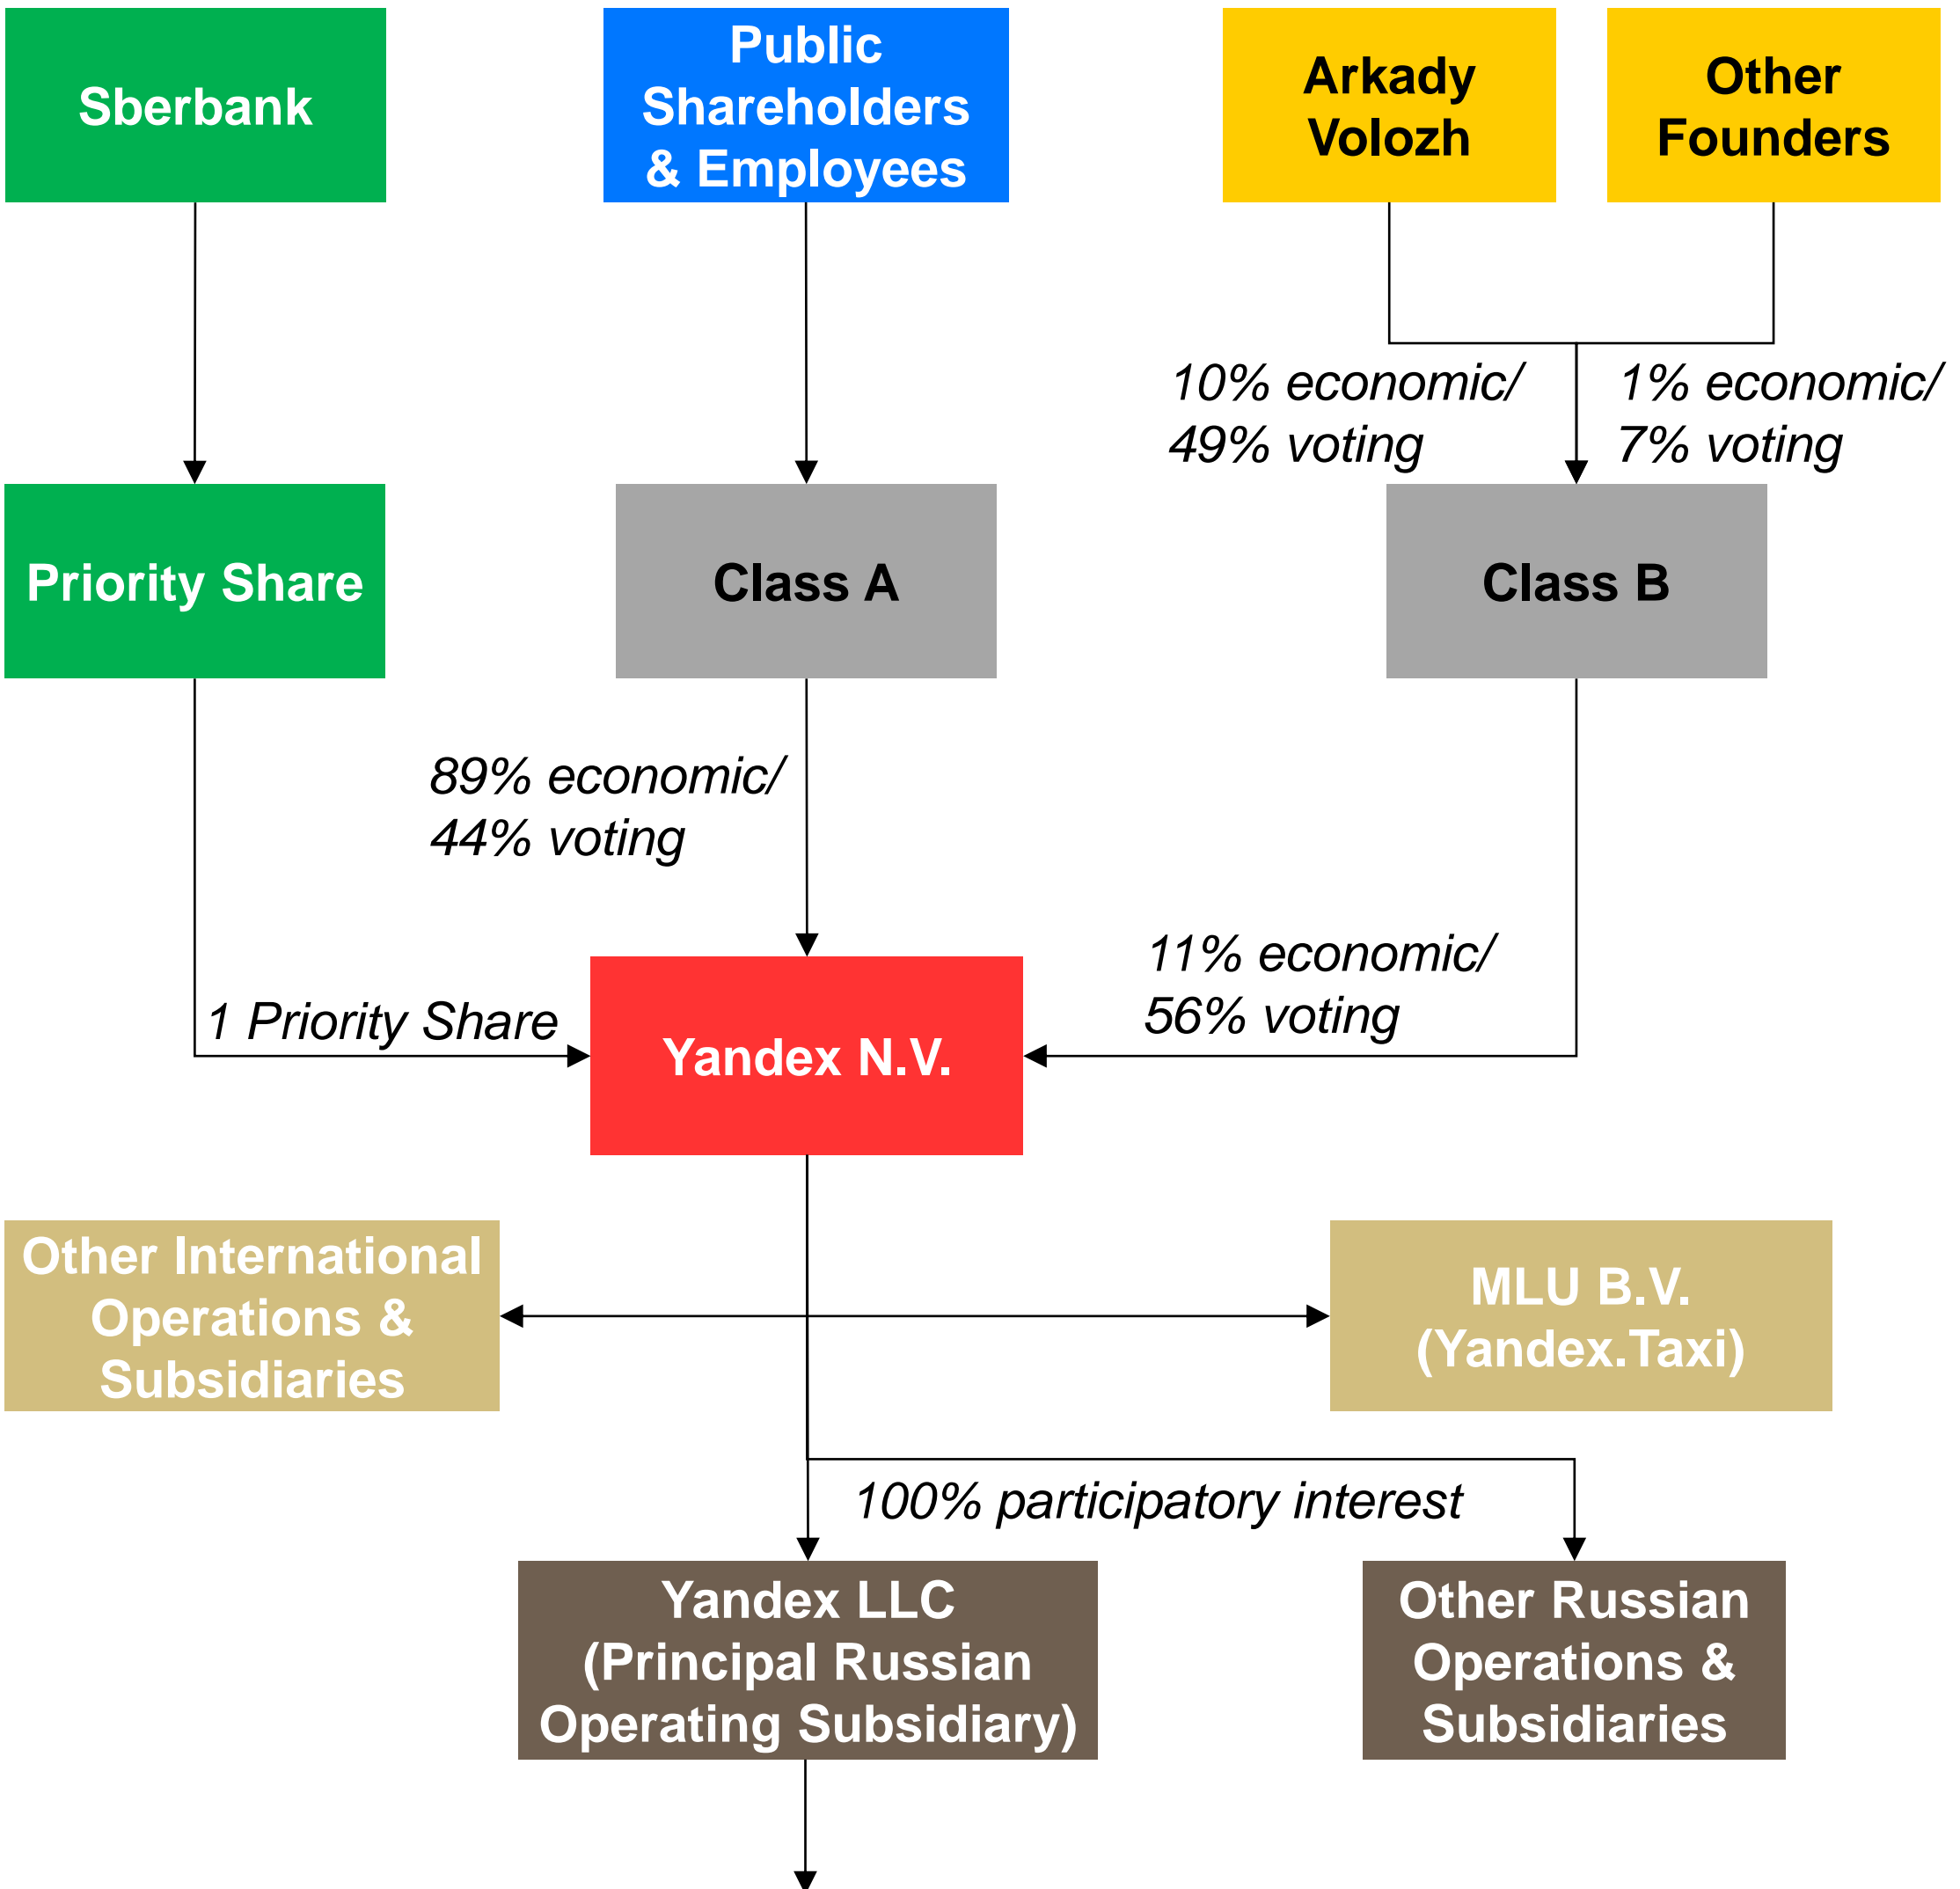 Sberbank
Public
Shareholders
& Employees
Arkady
Volozh
Other
Founders
10% economic/
49% voting
1% economic/
7% voting
Priority Share
Class A
Class B
89% economic/
44% voting
11% economic/
56% voting
1 Priority Share
Yandex N.V.
Other International
Operations &
Subsidiaries
MLU B.V.
(Yandex.Taxi)
100% participatory interest
Yandex LLC
(Principal Russian
Operating Subsidiary)
Other Russian
Operations &
Subsidiaries